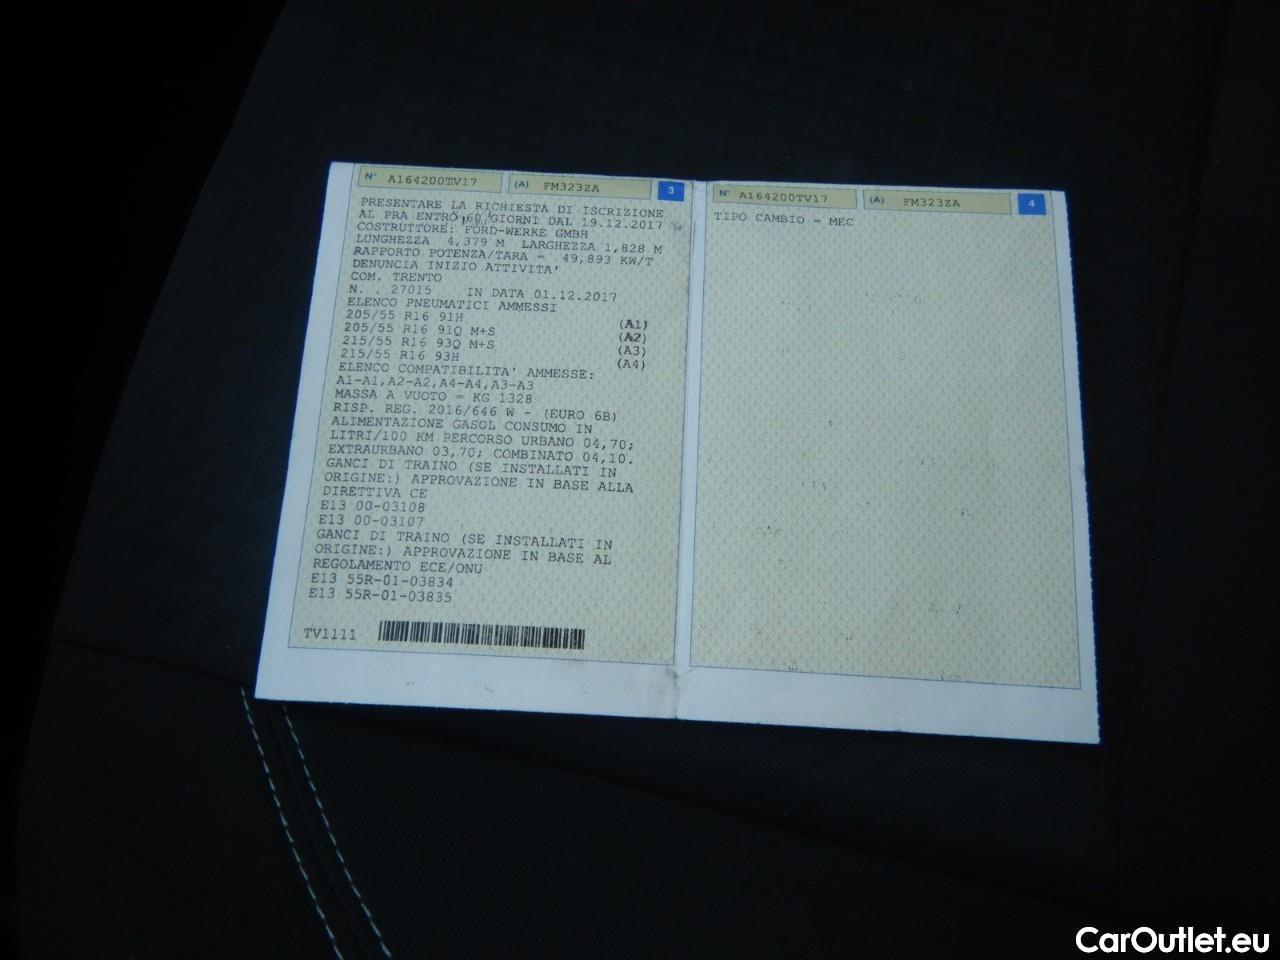 N° A164200TV17 (A) FM323ZA 3
PRESENTARE LA RICHIESTA DI ISCRIZIONE
AL PRA ENTRO 60 GIORNI DAL 19.12.2017
COSTRUTTORE: FORD-WERKE GMBH
LUNGHEZZA 4,379 M LARGHEZZA 1,828 M
RAPPORTO POTENZA/TARA = 49,893 KW/T
DENUNCIA INIZIO ATTIVITA'
COM. TRENTO
N. . 27015 IN DATA 01.12.2017
ELENCO PNEUMATICI AMMESSI
205/55 R16 91H (A1)
205/55 R16 91Q M+S (A2)
215/55 R16 93Q M+S (A3)
215/55 R16 93H (A4)
ELENCO COMPATIBILITA' AMMESSE:
A1-A1,A2-A2,A4-A4,A3-A3
MASSA A VUOTO = KG 1328
RISP. REG. 2016/646 W - (EURO 6B)
ALIMENTAZIONE GASOL CONSUMO IN
LITRI/100 KM PERCORSO URBANO 04,70;
EXTRAURBANO 03,70; COMBINATO 04,10.
GANCI DI TRAINO (SE INSTALLATI IN
ORIGINE:) APPROVAZIONE IN BASE ALLA
DIRETTIVA CE
E13 00-03108
E13 00-03107
GANCI DI TRAINO (SE INSTALLATI IN
ORIGINE:) APPROVAZIONE IN BASE AL
REGOLAMENTO ECE/ONU
E13 55R-01-03834
E13 55R-01-03835
TV1111
N° A164200TV17 (A) FM323ZA 4
TIPO CAMBIO = MEC
CarOutlet.eu